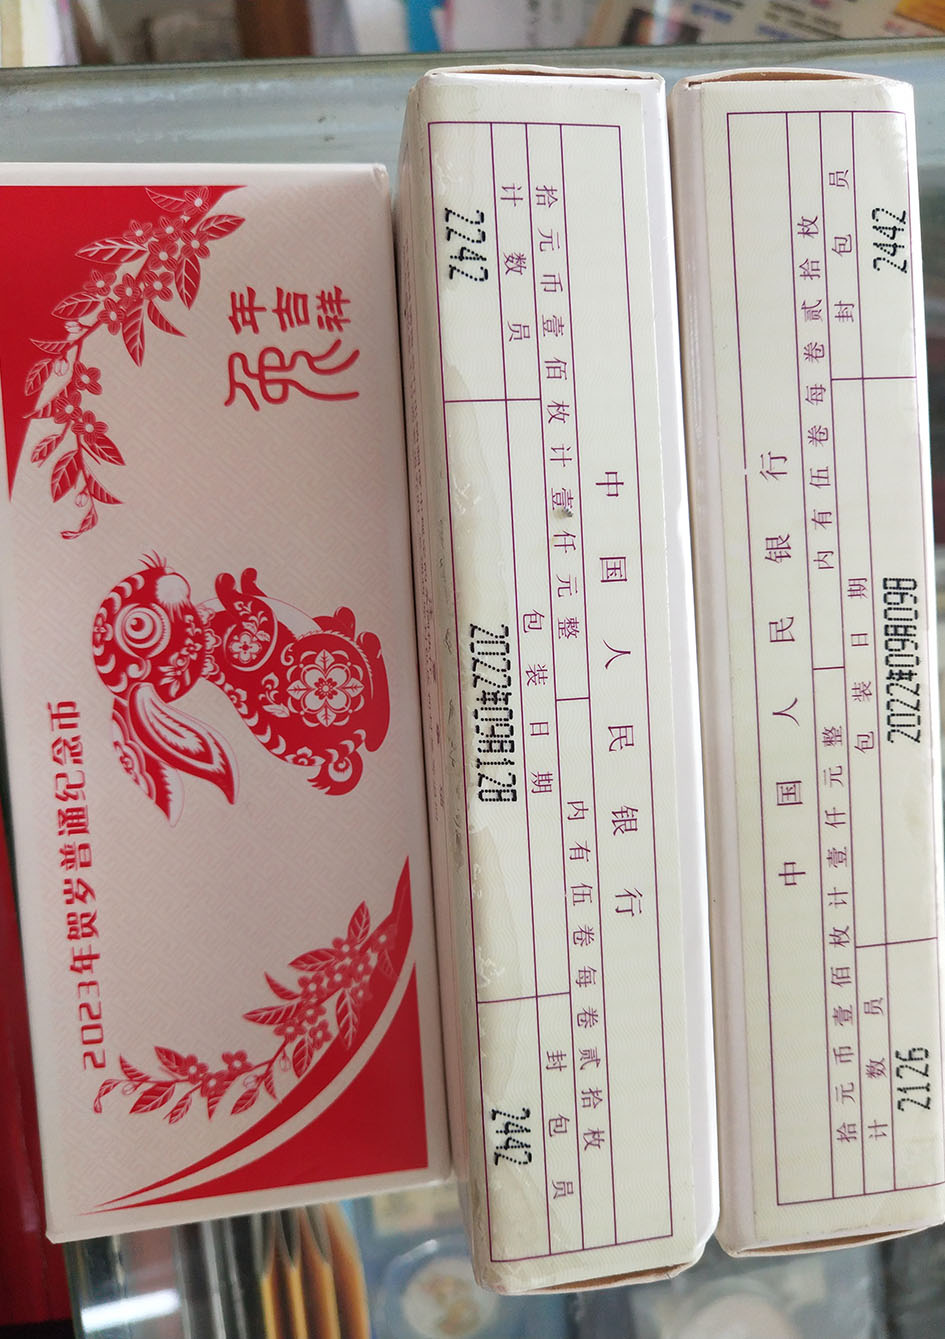 2023年贺岁普通纪念币
兔年吉祥
中国人民银行
拾元币壹佰枚计壹仟元整 内有伍卷每卷贰拾枚
计数员 包装日期 封包员
2242 2022年09月12日 2442
中国人民银行
拾元币壹佰枚计壹仟元整 内有伍卷每卷贰拾枚
计数员 包装日期 封包员
2126 2022年09月09日 2442